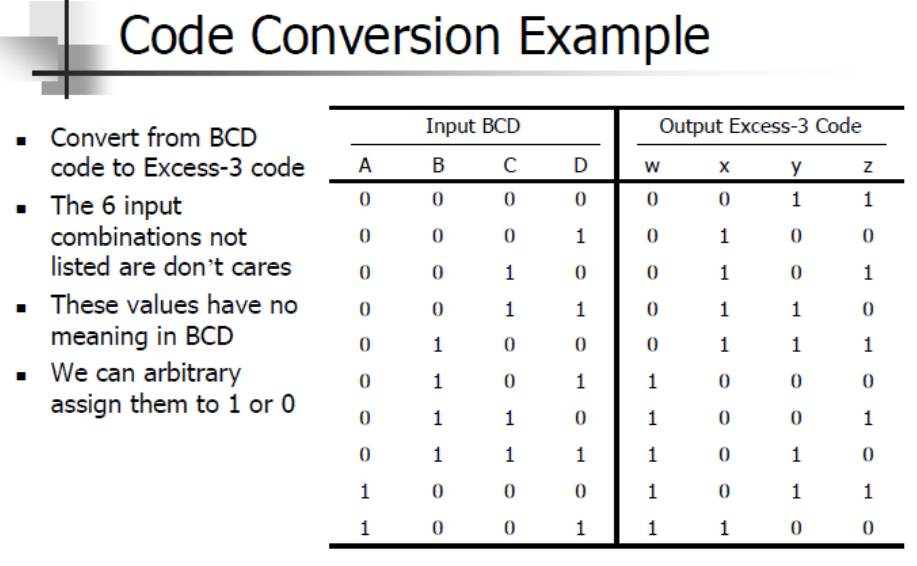 Code Conversion Example
Convert from BCD
code to Excess-3 code
The 6 input
combinations not
listed are don't cares
These values have no
meaning in BCD
We can arbitrary
assign them to 1 or 0
Input BCD Output Excess-3 Code
A B C D w x y z
0 0 0 0 0 0 1 1
0 0 0 1 0 1 0 0
0 0 1 0 0 1 0 1
0 0 1 1 0 1 1 0
0 1 0 0 0 1 1 1
0 1 0 1 1 0 0 0
0 1 1 0 1 0 0 1
0 1 1 1 1 0 1 0
1 0 0 0 1 0 1 1
1 0 0 1 1 1 0 0